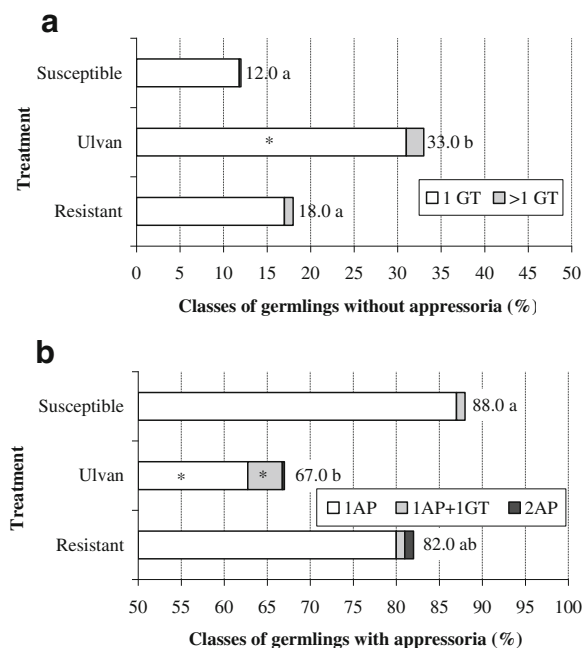 a
Susceptible
12.0 a
Ulvan
*
33.0 b
Resistant
18.0 a
1 GT >1 GT
Treatment
0 5 10 15 20 25 30 35 40 45 50
Classes of germlings without appressoria (%)
b
Susceptible
88.0 a
Ulvan
* *
67.0 b
1AP 1AP+1GT 2AP
Resistant
82.0 ab
Treatment
50 55 60 65 70 75 80 85 90 95 100
Classes of germlings with appressoria (%)